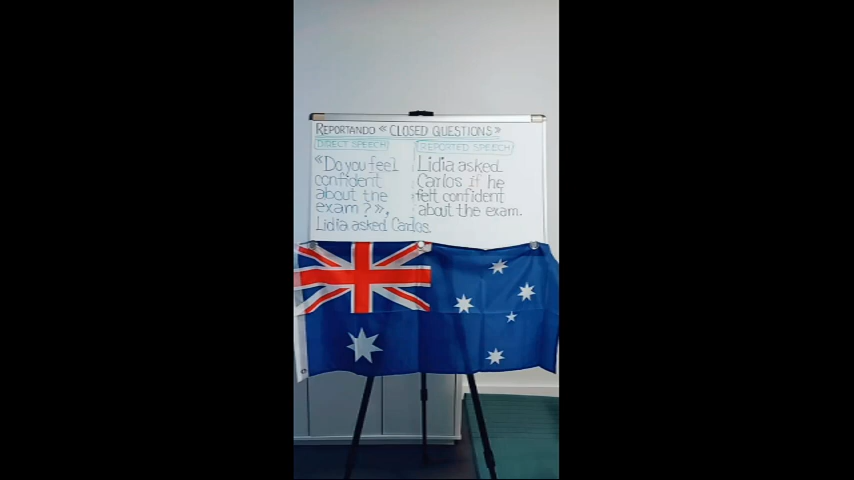 REPORTANDO « CLOSED QUESTIONS »
DIRECT SPEECH
«Do you feel
confident
about the
exam?»,
Lidia asked Carlos.
REPORTED SPEECH
Lidia asked
Carlos if he
felt confident
about the exam.